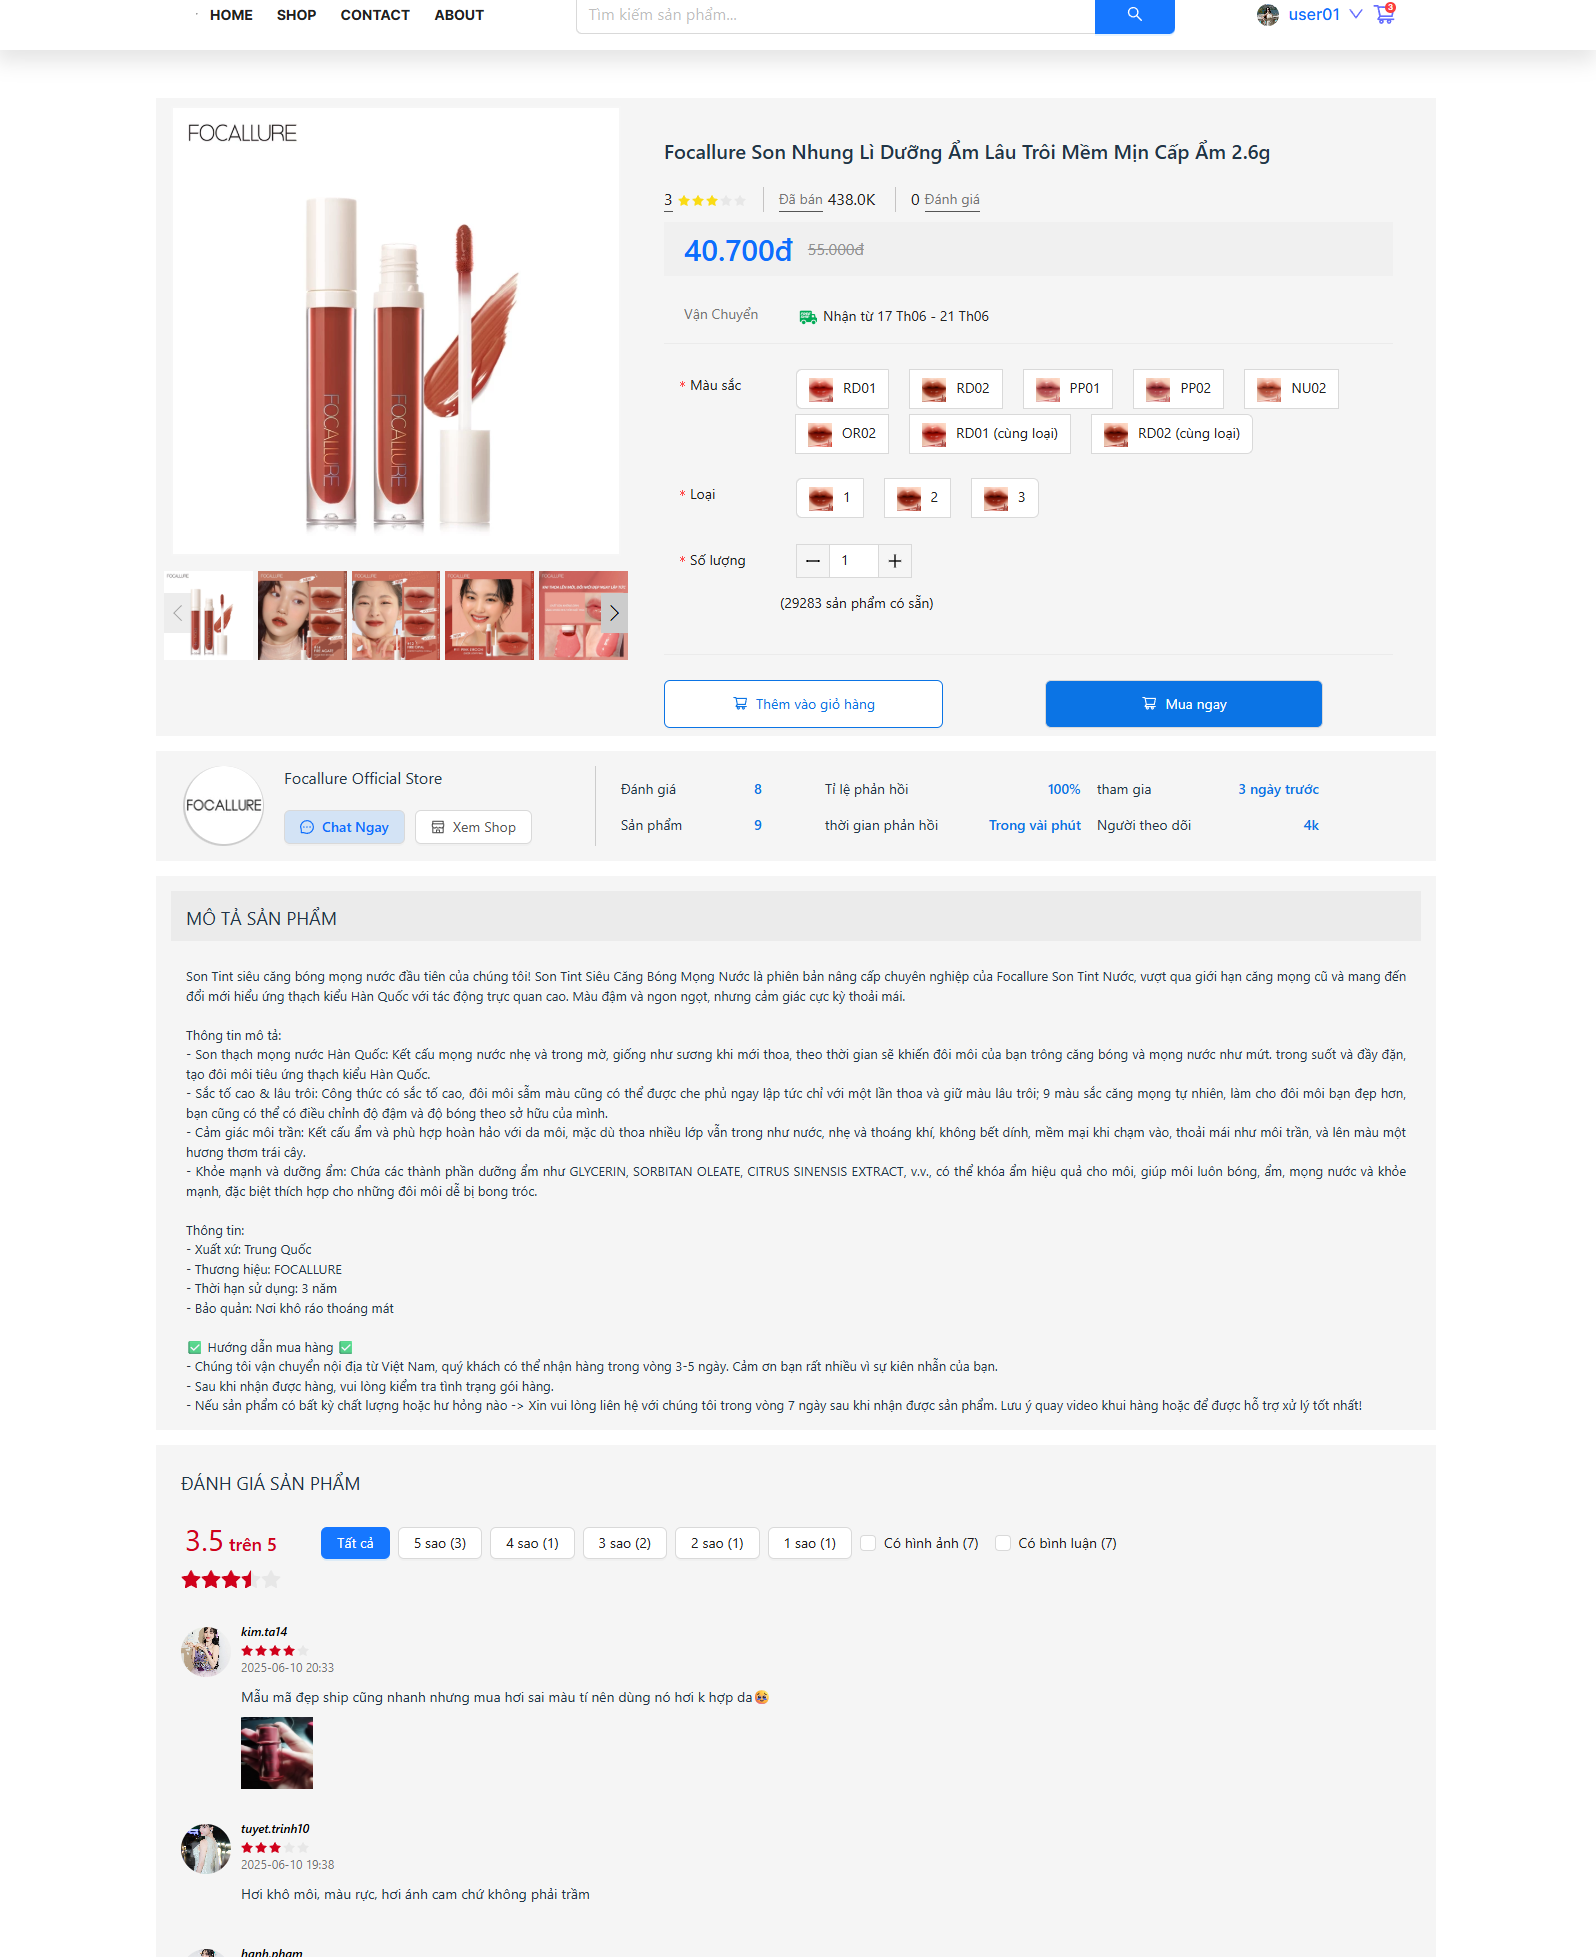 HOME SHOP CONTACT ABOUT
Tìm kiếm sản phẩm...
user01 3
FOCALLURE
FOCALLURE FOCALLURE
Focallure Son Nhung Lì Dưỡng Ẩm Lâu Trôi Mềm Mịn Cấp Ẩm 2.6g
3 Đã bán 438.0K 0 Đánh giá
40.700đ 55.000đ
Vận Chuyển Nhận từ 17 Th06 - 21 Th06
* Màu sắc RD01 RD02 PP01 PP02 NU02
OR02 RD01 (cùng loại) RD02 (cùng loại)
* Loại 1 2 3
* Số lượng 1
(29283 sản phẩm có sẵn)
Thêm vào giỏ hàng Mua ngay
FOCALLURE
Focallure Official Store
Chat Ngay Xem Shop
Đánh giá 8 Tỉ lệ phản hồi 100% tham gia 3 ngày trước
Sản phẩm 9 thời gian phản hồi Trong vài phút Người theo dõi 4k
MÔ TẢ SẢN PHẨM
Son Tint siêu căng bóng mọng nước đầu tiên của chúng tôi! Son Tint Siêu Căng Bóng Mọng Nước là phiên bản nâng cấp chuyên nghiệp của Focallure Son Tint Nước, vượt qua giới hạn căng mọng cũ và mang đến
đổi mới hiểu ứng thạch kiểu Hàn Quốc với tác động trực quan cao. Màu đậm và ngon ngọt, nhưng cảm giác cực kỳ thoải mái.
Thông tin mô tả:
- Son thạch mọng nước Hàn Quốc: Kết cấu mọng nước nhẹ và trong mờ, giống như sương khi mới thoa, theo thời gian sẽ khiến đôi môi của bạn trông căng bóng và mọng nước như mứt. trong suốt và đầy đặn,
tạo đôi môi tiêu ứng thạch kiểu Hàn Quốc.
- Sắc tố cao & lâu trôi: Công thức có sắc tố cao, đôi môi sẫm màu cũng có thể được che phủ ngay lập tức chỉ với một lần thoa và giữ màu lâu trôi; 9 màu sắc căng mọng tự nhiên, làm cho đôi môi bạn đẹp hơn,
bạn cũng có thể có điều chỉnh độ đậm và độ bóng theo sở hữu của mình.
- Cảm giác môi trần: Kết cấu ẩm và phù hợp hoàn hảo với da môi, mặc dù thoa nhiều lớp vẫn trong như nước, nhẹ và thoáng khí, không bết dính, mềm mại khi chạm vào, thoải mái như môi trần, và lên màu một
hương thơm trái cây.
- Khỏe mạnh và dưỡng ẩm: Chứa các thành phần dưỡng ẩm như GLYCERIN, SORBITAN OLEATE, CITRUS SINENSIS EXTRACT, v.v., có thể khóa ẩm hiệu quả cho môi, giúp môi luôn bóng, ẩm, mọng nước và khỏe
mạnh, đặc biệt thích hợp cho những đôi môi dễ bị bong tróc.
Thông tin:
- Xuất xứ: Trung Quốc
- Thương hiệu: FOCALLURE
- Thời hạn sử dụng: 3 năm
- Bảo quản: Nơi khô ráo thoáng mát
✅ Hướng dẫn mua hàng ✅
- Chúng tôi vận chuyển nội địa từ Việt Nam, quý khách có thể nhận hàng trong vòng 3-5 ngày. Cảm ơn bạn rất nhiều vì sự kiên nhẫn của bạn.
- Sau khi nhận được hàng, vui lòng kiểm tra tình trạng gói hàng.
- Nếu sản phẩm có bất kỳ chất lượng hoặc hư hỏng nào -> Xin vui lòng liên hệ với chúng tôi trong vòng 7 ngày sau khi nhận được sản phẩm. Lưu ý quay video khui hàng hoặc để được hỗ trợ xử lý tốt nhất!
ĐÁNH GIÁ SẢN PHẨM
3.5 trên 5 Tất cả 5 sao (3) 4 sao (1) 3 sao (2) 2 sao (1) 1 sao (1) Có hình ảnh (7) Có bình luận (7)
kim.ta14
2025-06-10 20:33
Mẫu mã đẹp ship cũng nhanh nhưng mua hơi sai màu tí nên dùng nó hơi k hợp da😭
tuyet.trinh10
2025-06-10 19:38
Hơi khô môi, màu rực, hơi ánh cam chứ không phải trầm
hanh.pham